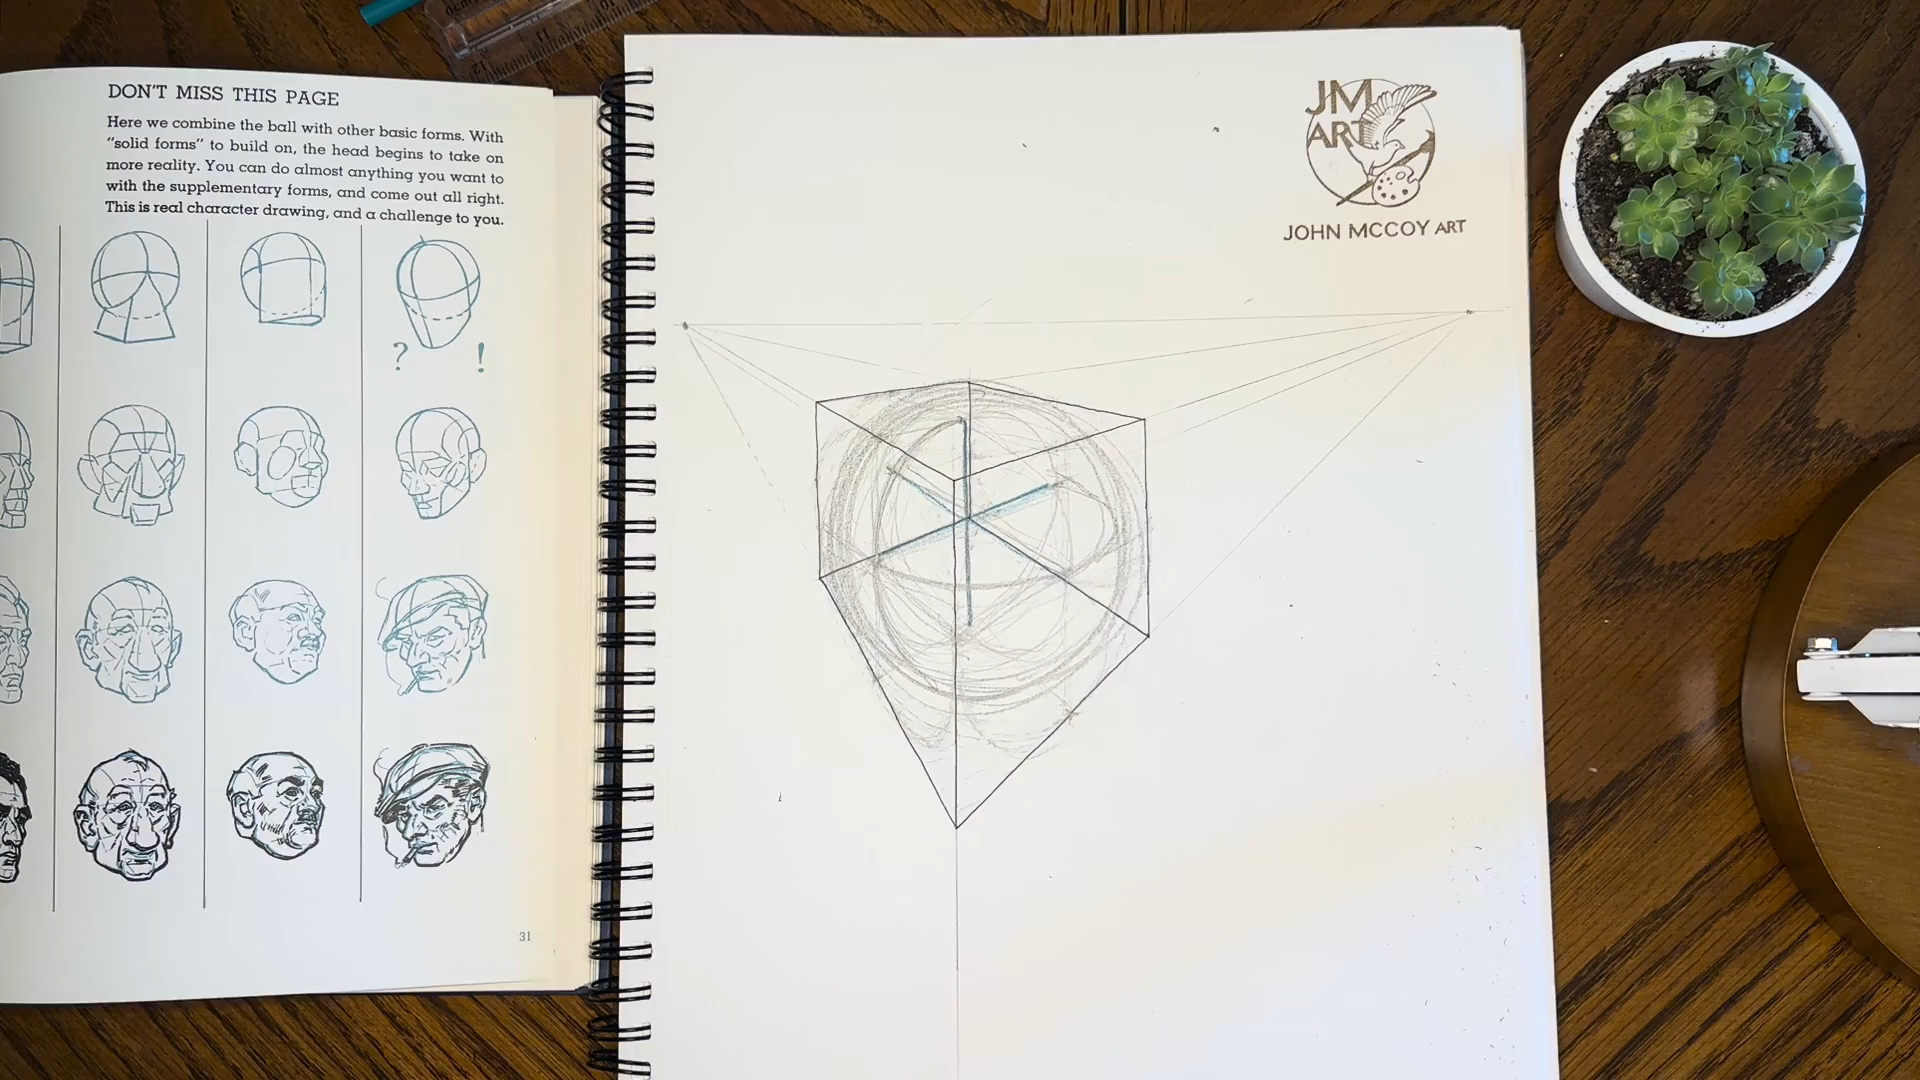 DON'T MISS THIS PAGE
Here we combine the ball with other basic forms. With
"solid forms" to build on, the head begins to take on
more reality. You can do almost anything you want to
with the supplementary forms, and come out all right.
This is real character drawing, and a challenge to you.
? !
31
JM
ART
JOHN MCCOY ART